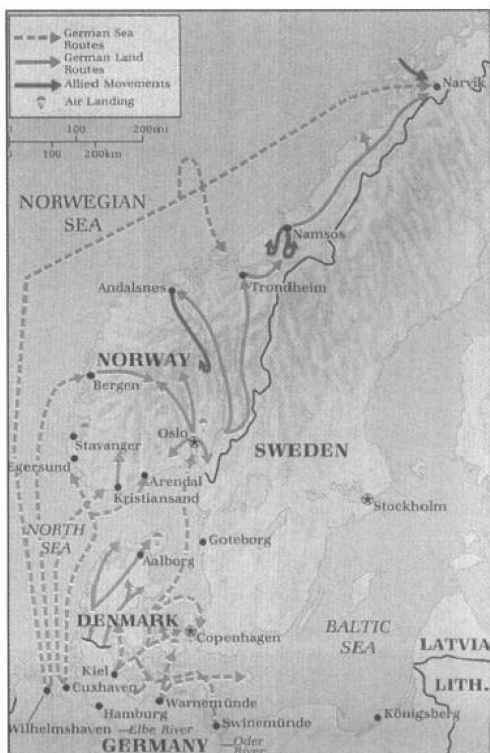 German Sea
Routes
German Land
Routes
Allied Movements
Air Landing
0 100 200mi
0 100 200km
Narvik
NORWEGIAN
SEA
Namsos
Andalsnes
Trondheim
NORWAY
Bergen
Oslo
Stavanger
SWEDEN
Egersund
Arendal
Kristiansand
Stockholm
NORTH
SEA
Goteborg
Aalborg
DENMARK
Copenhagen
BALTIC
SEA
LATVIA
Kiel
LITH.
Cuxhaven
Warnemünde
Hamburg
Königsberg
Wilhelmshaven
Elbe River
Swinemünde
GERMANY
Oder
River